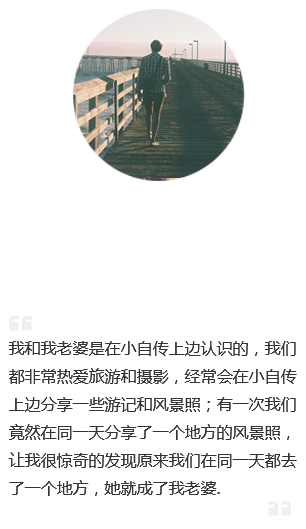 我和我老婆是在小自传上边认识的，我们
都非常热爱旅游和摄影，经常会在小自传
上边分享一些游记和风景照；有一次我们
竟然在同一天分享了一个地方的风景照，
让我很惊奇的发现原来我们在同一天都去
了一个地方，她就成了我老婆.